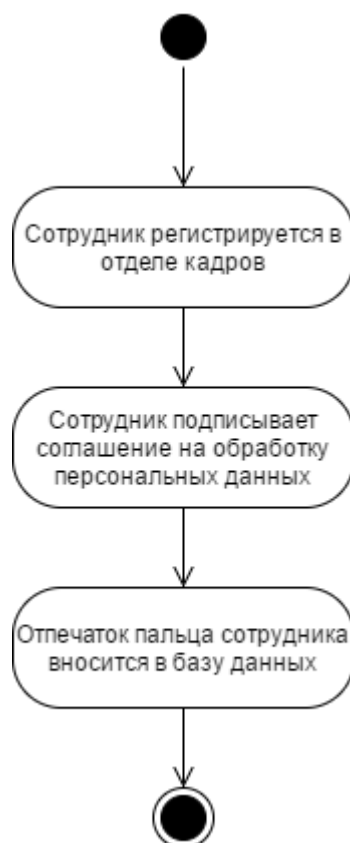 Сотрудник регистрируется в
отделе кадров
Сотрудник подписывает
соглашение на обработку
персональных данных
Отпечаток пальца сотрудника
вносится в базу данных